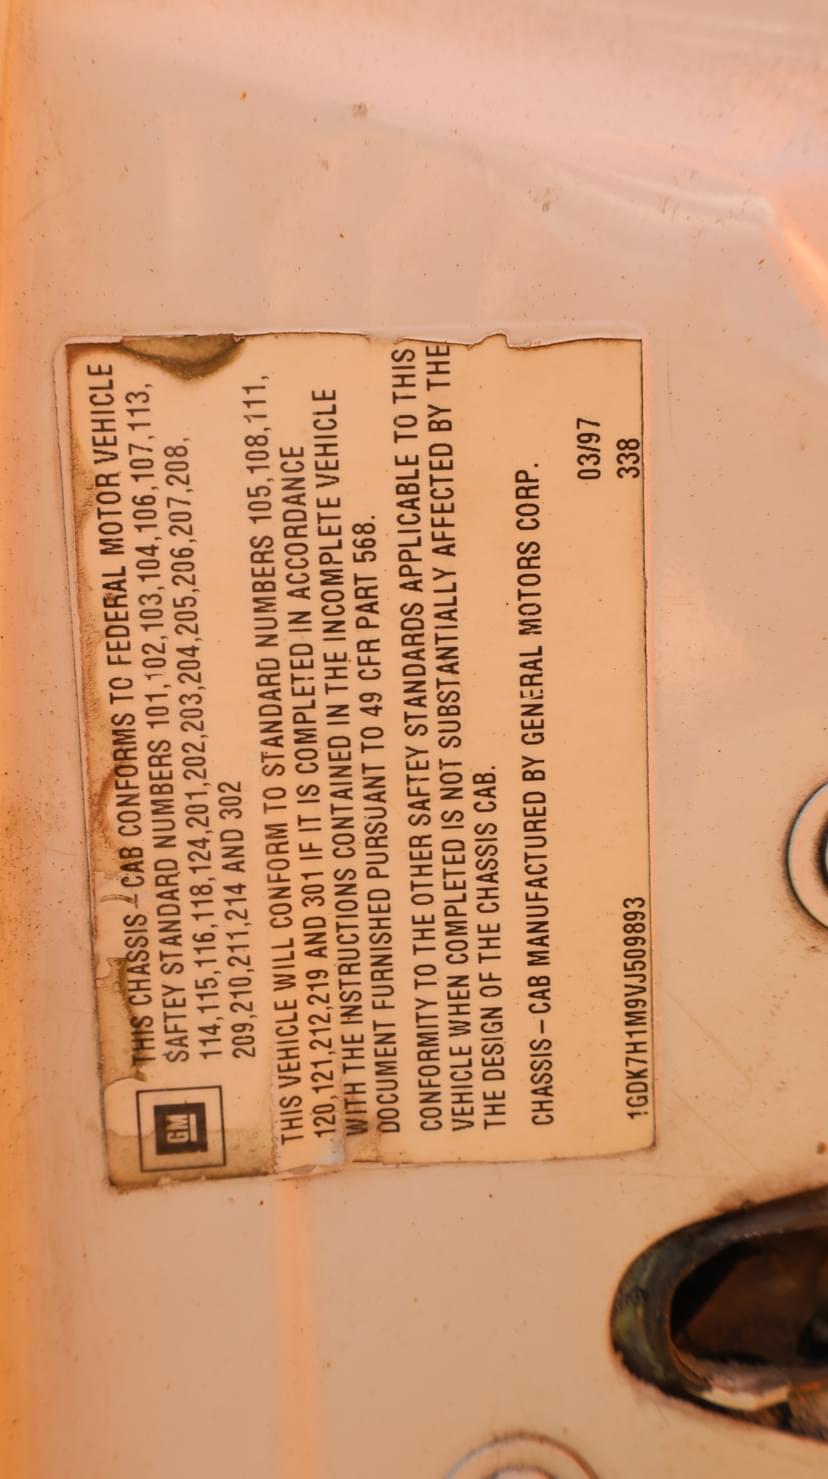 GM
THIS CHASSIS-CAB CONFORMS TO FEDERAL MOTOR VEHICLE
SAFTEY STANDARD NUMBERS 101,102,103,104,106,107,113,
114,115,116,118,124,201,202,203,204,205,206,207,208,
209,210,211,214 AND 302
THIS VEHICLE WILL CONFORM TO STANDARD NUMBERS 105,108,111,
120,121,212,219 AND 301 IF IT IS COMPLETED IN ACCORDANCE
WITH THE INSTRUCTIONS CONTAINED IN THE INCOMPLETE VEHICLE
DOCUMENT FURNISHED PURSUANT TO 49 CFR PART 568.
CONFORMITY TO THE OTHER SAFTEY STANDARDS APPLICABLE TO THIS
VEHICLE WHEN COMPLETED IS NOT SUBSTANTIALLY AFFECTED BY THE
THE DESIGN OF THE CHASSIS CAB.
CHASSIS-CAB MANUFACTURED BY GENERAL MOTORS CORP.
03/97
1GDK7H1M9VJ509893 338